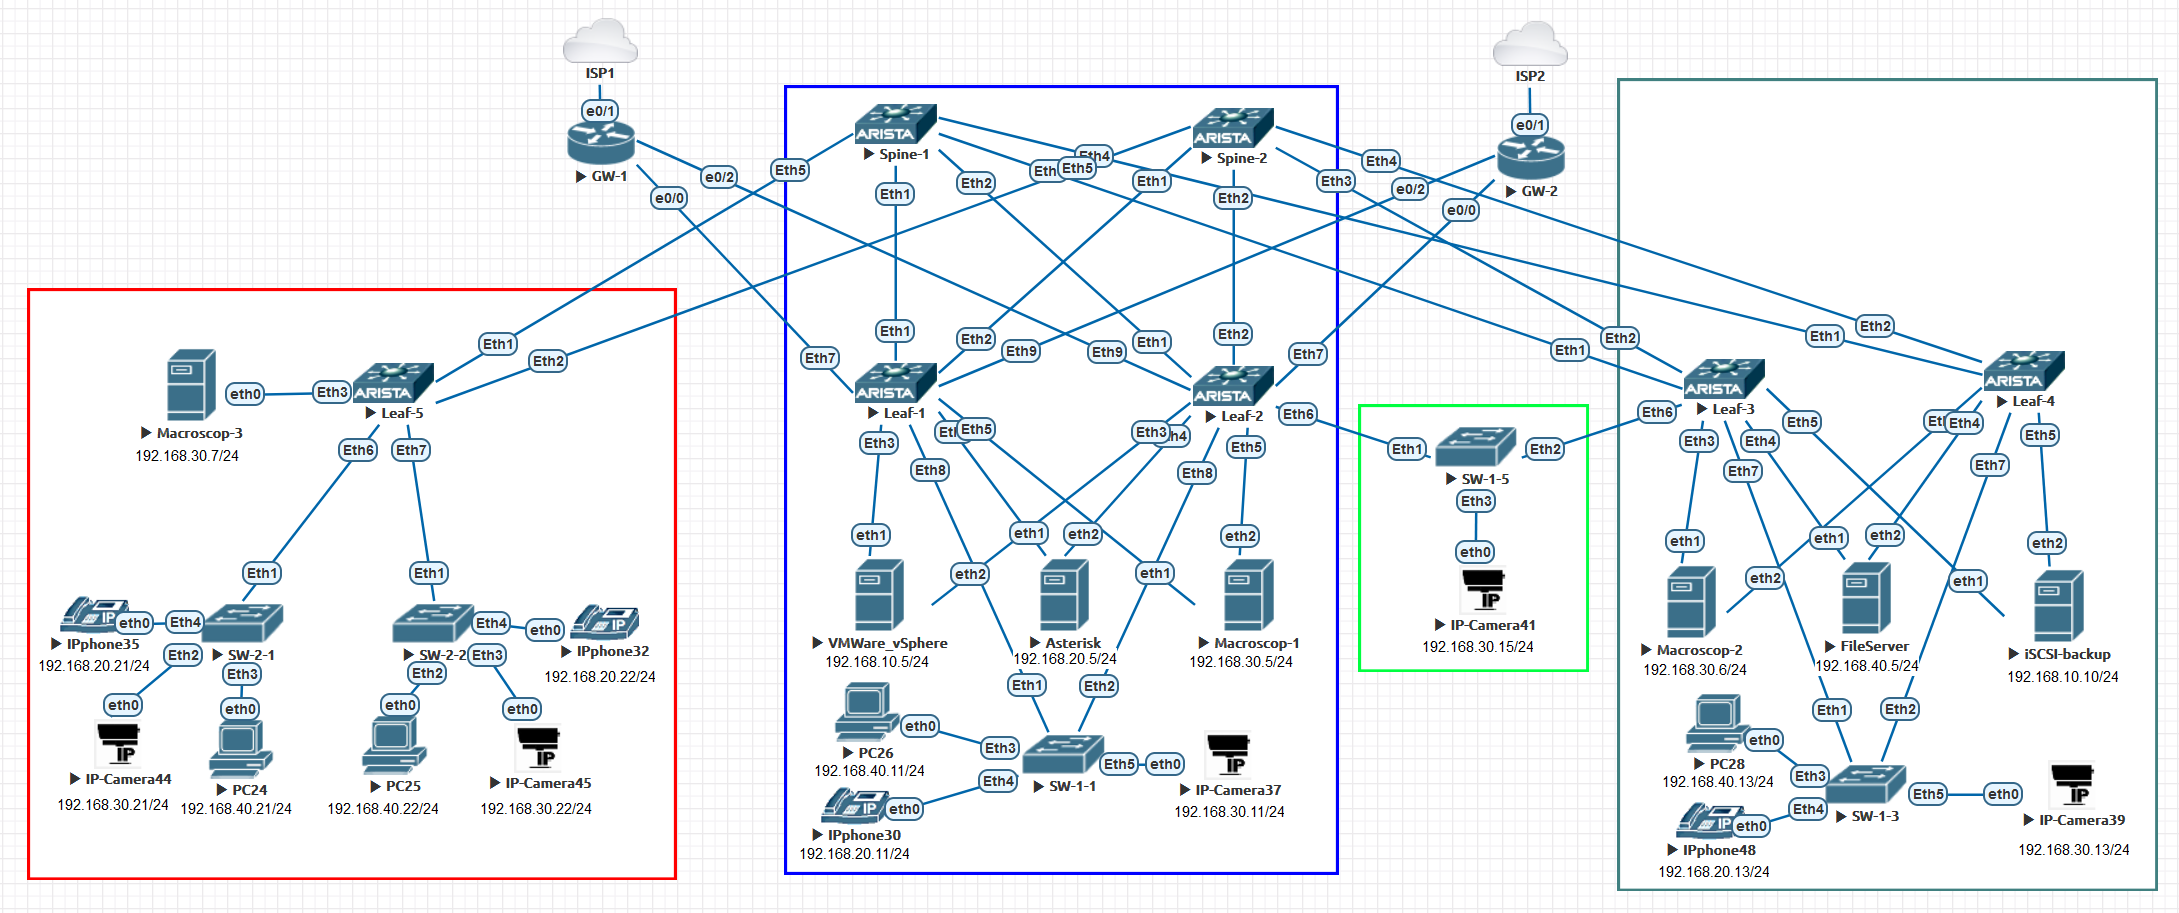 ISP1
e0/1
GW-1
e0/2
e0/0
ISP2
e0/1
GW-2
e0/2
e0/0
ARISTA
Spine-1
Eth5
Eth1
Eth2
Eth
Eth5
Eth4
ARISTA
Spine-2
Eth1
Eth2
Eth3
Eth4
Eth1
Eth2
Eth3
ARISTA
Leaf-5
eth0
Macroscop-3
192.168.30.7/24
Eth6
Eth7
Eth1
Eth1
IP
eth0
Eth4
IPphone35
192.168.20.21/24
SW-2-1
Eth2
Eth3
eth0
eth0
IP
IP-Camera44
192.168.30.21/24
PC24
192.168.40.21/24
SW-2-2
Eth4
eth0
IP
IPphone32
192.168.20.22/24
Eth3
Eth2
eth0
eth0
PC25
192.168.40.22/24
IP
IP-Camera45
192.168.30.22/24
Eth7
Eth1
Eth2
Eth9
ARISTA
Leaf-1
Eth3
Eth8
Eth5
Eth9
Eth1
Eth2
Eth7
ARISTA
Leaf-2
Eth6
Eth3
h4
Eth8
Eth5
eth1
eth2
eth1
eth2
eth1
eth2
VMWare_vSphere
192.168.10.5/24
Asterisk
192.168.20.5/24
Macroscop-1
192.168.30.5/24
Eth1
Eth2
PC26
192.168.40.11/24
eth0
Eth3
Eth4
SW-1-1
Eth5
eth0
IP
IP-Camera37
192.168.30.11/24
IP
eth0
IPphone30
192.168.20.11/24
Eth1
Eth2
SW-1-5
Eth3
eth0
IP
IP-Camera41
192.168.30.15/24
Eth1
Eth2
Eth6
ARISTA
Leaf-3
Eth3
Eth4
Eth7
Eth5
Eth1
Eth2
ARISTA
Leaf-4
Eth4
Eth5
Eth7
eth1
eth2
eth1
eth2
eth1
eth2
Macroscop-2
192.168.30.6/24
FileServer
192.168.40.5/24
iSCSI-backup
192.168.10.10/24
Eth1
Eth2
PC28
192.168.40.13/24
eth0
Eth3
Eth4
SW-1-3
Eth5
eth0
IP
IP-Camera39
192.168.30.13/24
IP
eth0
IPphone48
192.168.20.13/24